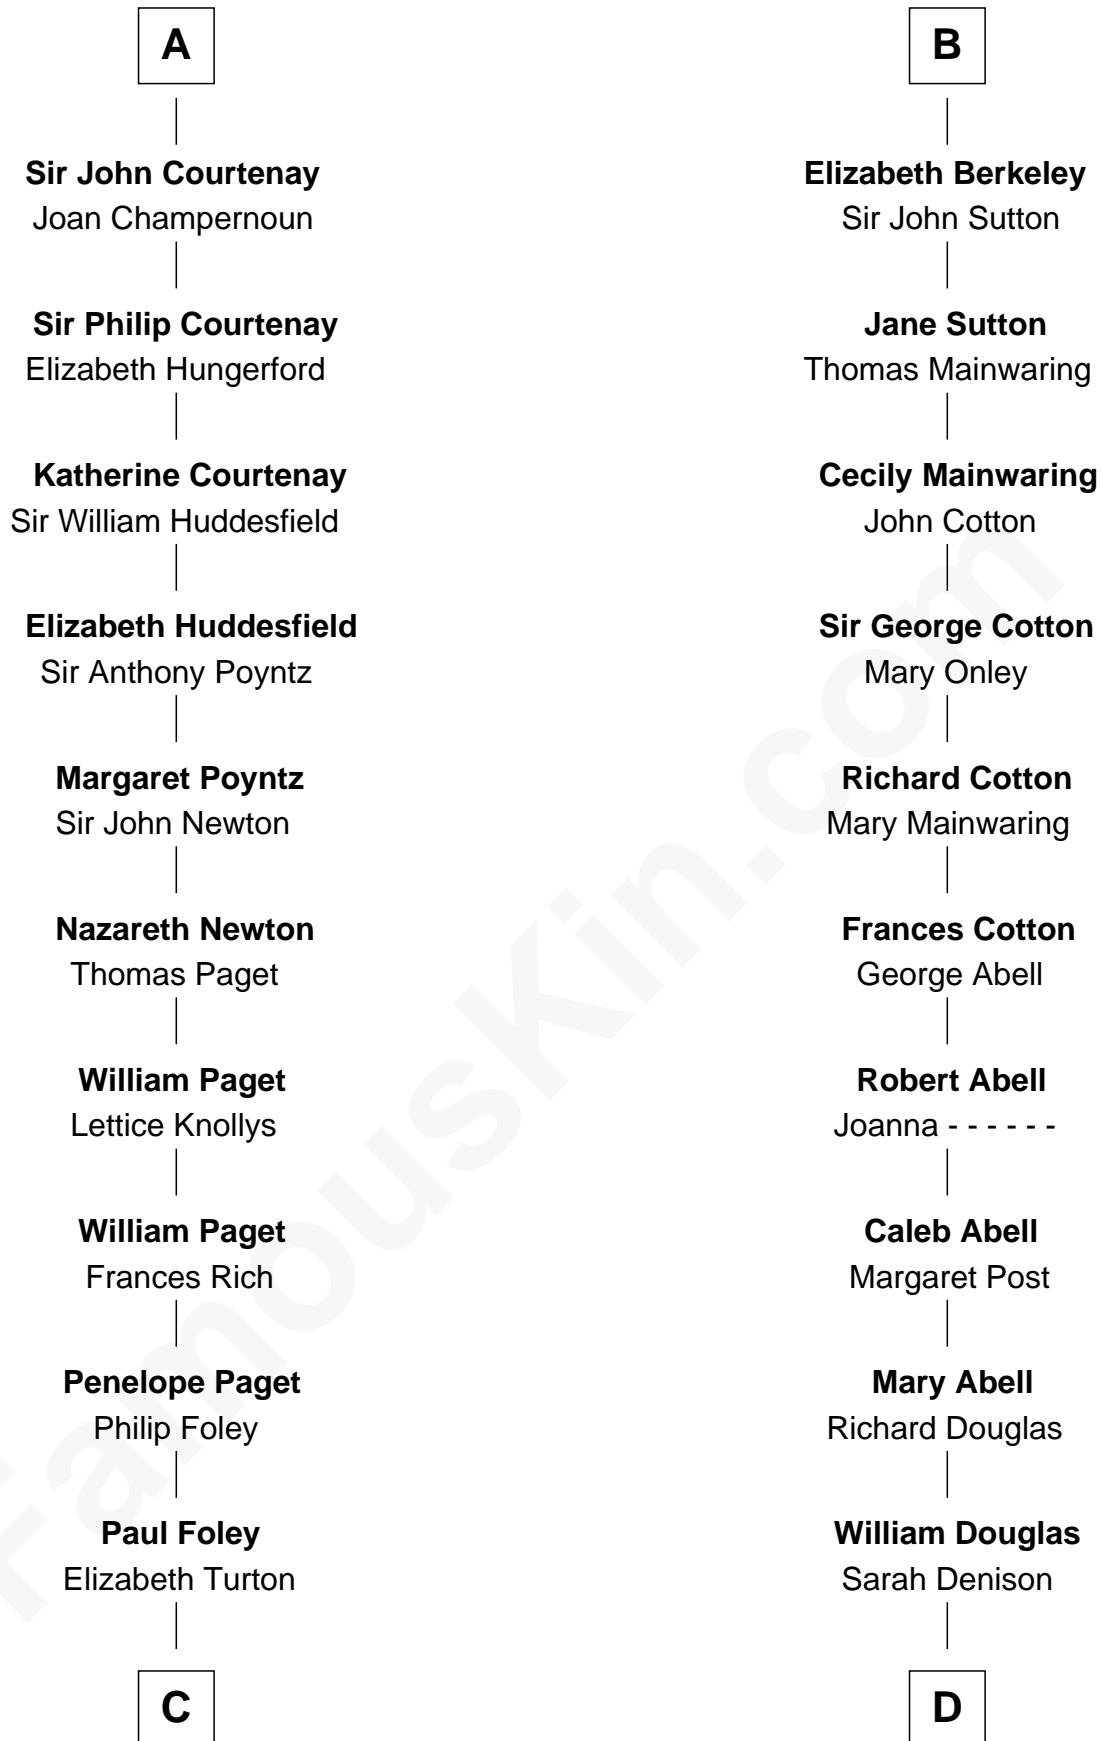 A
Sir John Courtenay
Joan Champernoun
Sir Philip Courtenay
Elizabeth Hungerford
Katherine Courtenay
Sir William Huddesfield
Elizabeth Huddesfield
Sir Anthony Poyntz
Margaret Poyntz
Sir John Newton
Nazareth Newton
Thomas Paget
William Paget
Lettice Knollys
William Paget
Frances Rich
Penelope Paget
Philip Foley
Paul Foley
Elizabeth Turton
C
B
Elizabeth Berkeley
Sir John Sutton
Jane Sutton
Thomas Mainwaring
Cecily Mainwaring
John Cotton
Sir George Cotton
Mary Onley
Richard Cotton
Mary Mainwaring
Frances Cotton
George Abell
Robert Abell
Joanna - - - - - -
Caleb Abell
Margaret Post
Mary Abell
Richard Douglas
William Douglas
Sarah Denison
D
FamousKin.com